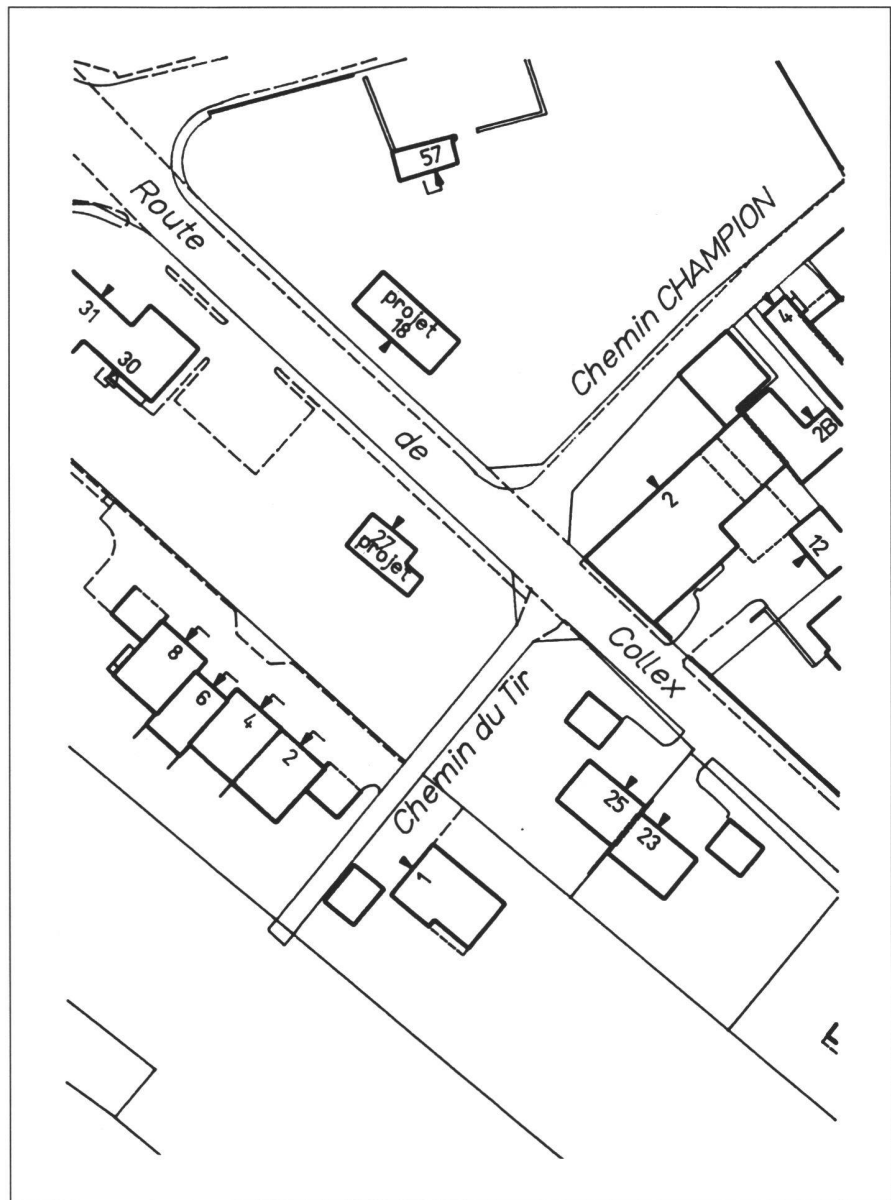 57
Route
Chemin CHAMPION
projet
18
31
30
4
de
2B
2
27
projet
12
8
6
4
2
Collex
Chemin du Tir
25
23
1